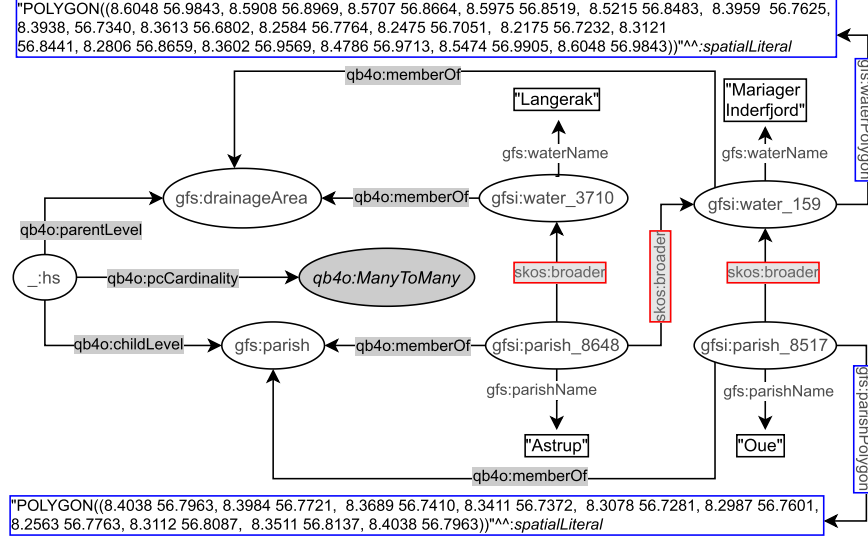 "POLYGON((8.6048 56.9843, 8.5908 56.8969, 8.5707 56.8664, 8.5975 56.8519, 8.5215 56.8483, 8.3959 56.7625,
8.3938 56.7340, 8.3613 56.6802, 8.2584 56.7764, 8.2475 56.7051, 8.2175 56.7232, 8.3121
56.8441, 8.2806 56.8659, 8.3602 56.9569, 8.4786 56.9713, 8.5474 56.9905, 8.6048 56.9843))"^^:spatialLiteral
qb4o:memberOf
gfs:waterPolygon
"Langerak"
"Mariager
Inderfjord"
gfs:waterName
gfs:waterName
gfs:drainageArea
qb4o:memberOf
gfsi:water_3710
gfsi:water_159
qb4o:parentLevel
_:hs
qb4o:pcCardinality
qb4o:ManyToMany
skos:broader
skos:broader
skos:broader
qb4o:childLevel
gfs:parish
qb4o:memberOf
gfsi:parish_8648
gfsi:parish_8517
gfs:parishName
gfs:parishName
gfs:parishPolygon
"Astrup"
"Oue"
qb4o:memberOf
"POLYGON((8.4038 56.7963, 8.3984 56.7721, 8.3689 56.7410, 8.3411 56.7372, 8.3078 56.7281, 8.2987 56.7601,
8.2563 56.7763, 8.3112 56.8087, 8.3511 56.8137, 8.4038 56.7963))"^^:spatialLiteral